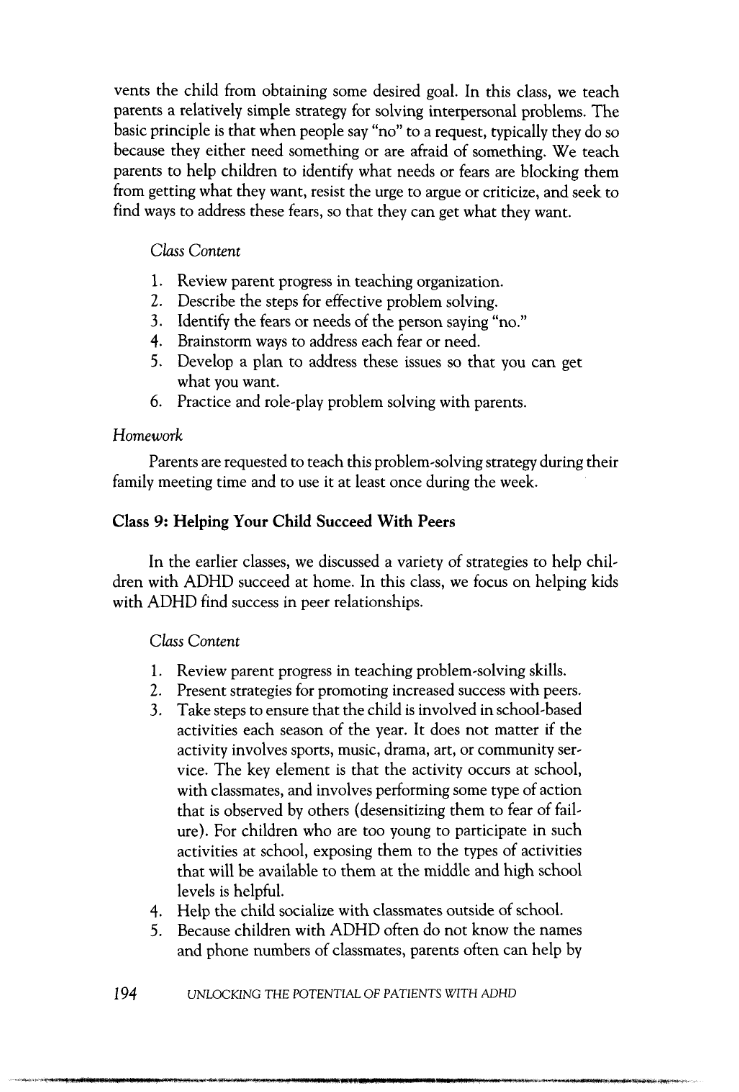 vents the child from obtaining some desired goal. In this class, we teach
parents a relatively simple strategy for solving interpersonal problems. The
basic principle is that when people say “no” to a request, typically they do so
because they either need something or are afraid of something. We teach
parents to help children to identify what needs or fears are blocking them
from getting what they want, resist the urge to argue or criticize, and seek to
find ways to address these fears, so that they can get what they want.
Class Content
1. Review parent progress in teaching organization.
2. Describe the steps for effective problem solving.
3. Identify the fears or needs of the person saying “no.”
4. Brainstorm ways to address each fear or need.
5. Develop a plan to address these issues so that you can get
what you want.
6. Practice and role-play problem solving with parents.
Homework
Parents are requested to teach this problem-solving strategy during their
family meeting time and to use it at least once during the week.
Class 9: Helping Your Child Succeed With Peers
In the earlier classes, we discussed a variety of strategies to help chil-
dren with ADHD succeed at home. In this class, we focus on helping kids
with ADHD find success in peer relationships.
Class Content
1. Review parent progress in teaching problem-solving skills.
2. Present strategies for promoting increased success with peers.
3. Take steps to ensure that the child is involved in school-based
activities each season of the year. It does not matter if the
activity involves sports, music, drama, art, or community ser-
vice. The key element is that the activity occurs at school,
with classmates, and involves performing some type of action
that is observed by others (desensitizing them to fear of fail-
ure). For children who are too young to participate in such
activities at school, exposing them to the types of activities
that will be available to them at the middle and high school
levels is helpful.
4. Help the child socialize with classmates outside of school.
5. Because children with ADHD often do not know the names
and phone numbers of classmates, parents often can help by
194 UNLOCKING THE POTENTIAL OF PATIENTS WITH ADHD